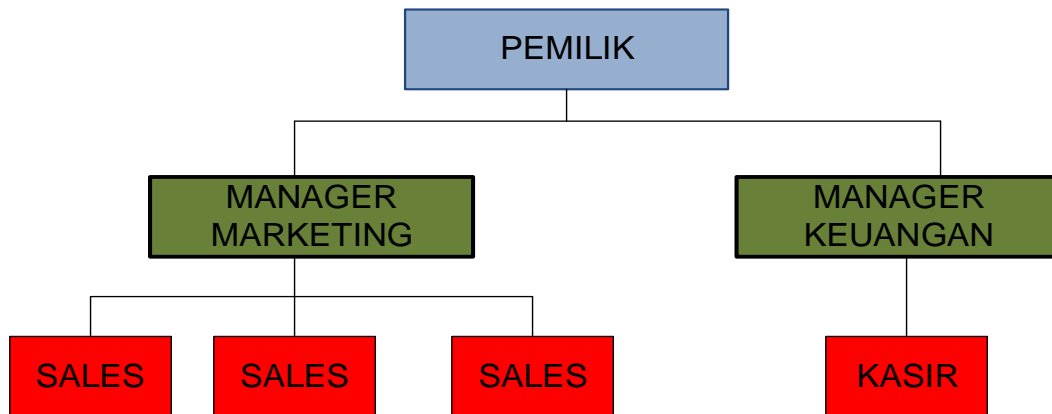 PEMILIK
MANAGER
MARKETING
MANAGER
KEUANGAN
SALES
SALES
SALES
KASIR